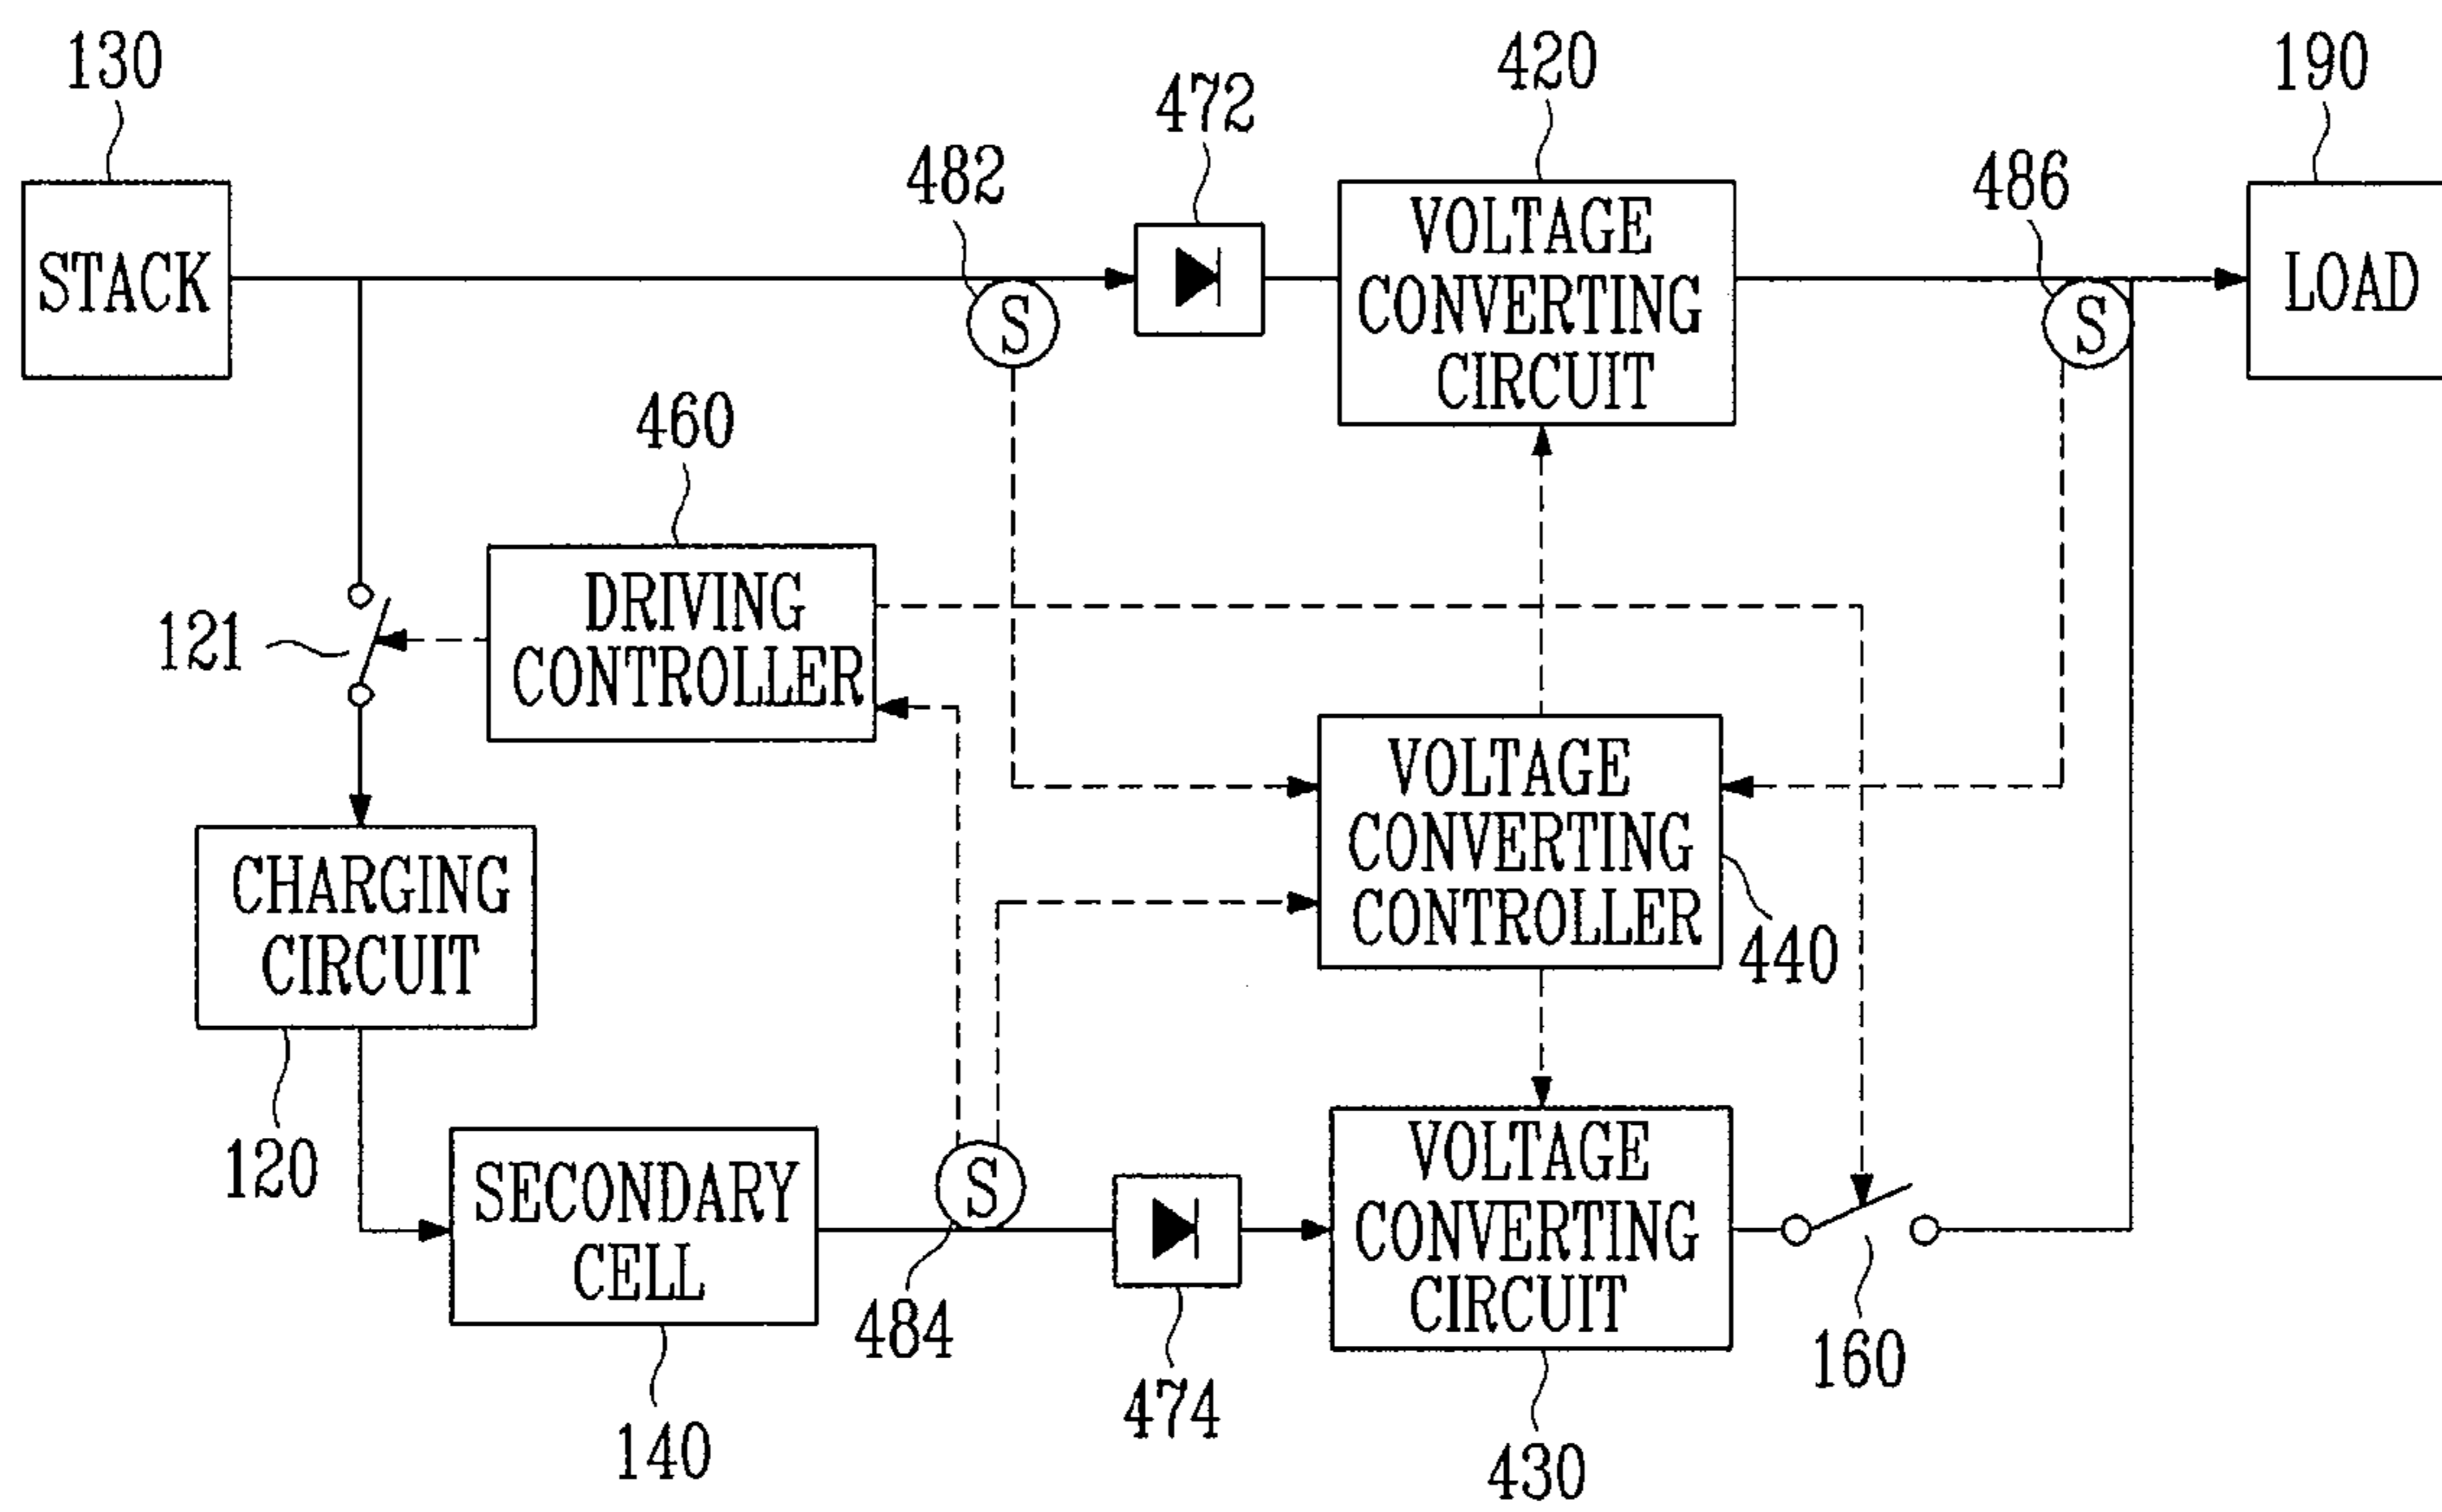 130
472
420
190
482
486
STACK
VOLTAGE
CONVERTING
CIRCUIT
S
S
LOAD
460
DRIVING
CONTROLLER
121
VOLTAGE
CONVERTING
CONTROLLER
440
CHARGING
CIRCUIT
120
SECONDARY
CELL
S
VOLTAGE
CONVERTING
CIRCUIT
484
474
160
140
430